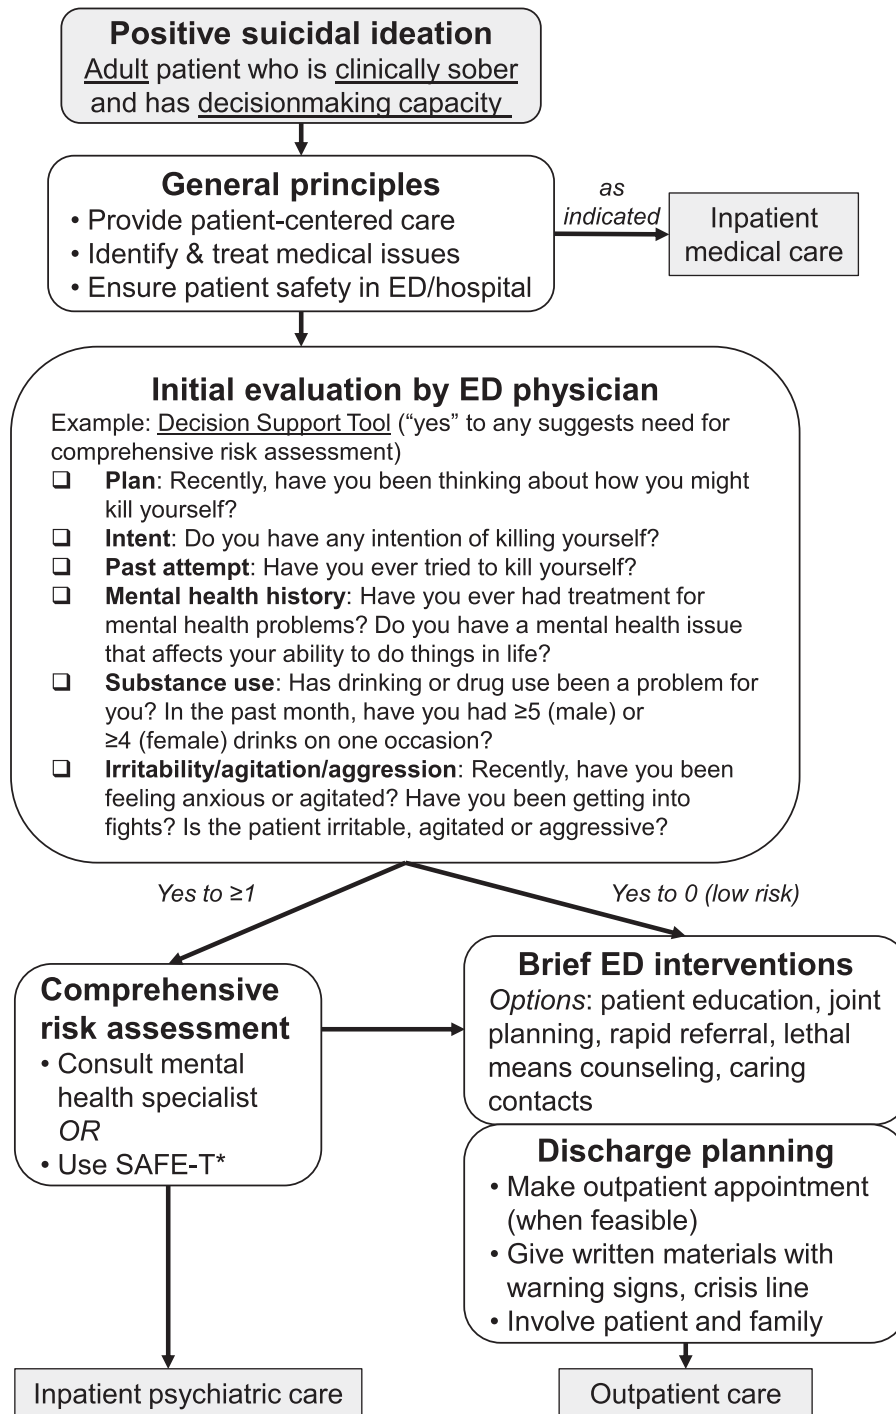 Positive suicidal ideation
Adult patient who is clinically sober
and has decisionmaking capacity
General principles
• Provide patient-centered care
• Identify & treat medical issues
• Ensure patient safety in ED/hospital
as
indicated
Inpatient
medical care
Initial evaluation by ED physician
Example: Decision Support Tool (“yes” to any suggests need for
comprehensive risk assessment)
❑ Plan: Recently, have you been thinking about how you might
kill yourself?
❑ Intent: Do you have any intention of killing yourself?
❑ Past attempt: Have you ever tried to kill yourself?
❑ Mental health history: Have you ever had treatment for
mental health problems? Do you have a mental health issue
that affects your ability to do things in life?
❑ Substance use: Has drinking or drug use been a problem for
you? In the past month, have you had ≥5 (male) or
≥4 (female) drinks on one occasion?
❑ Irritability/agitation/aggression: Recently, have you been
feeling anxious or agitated? Have you been getting into
fights? Is the patient irritable, agitated or aggressive?
Yes to ≥1
Yes to 0 (low risk)
Comprehensive
risk assessment
• Consult mental
health specialist
OR
• Use SAFE-T*
Brief ED interventions
Options: patient education, joint
planning, rapid referral, lethal
means counseling, caring
contacts
Discharge planning
• Make outpatient appointment
(when feasible)
• Give written materials with
warning signs, crisis line
• Involve patient and family
Inpatient psychiatric care
Outpatient care